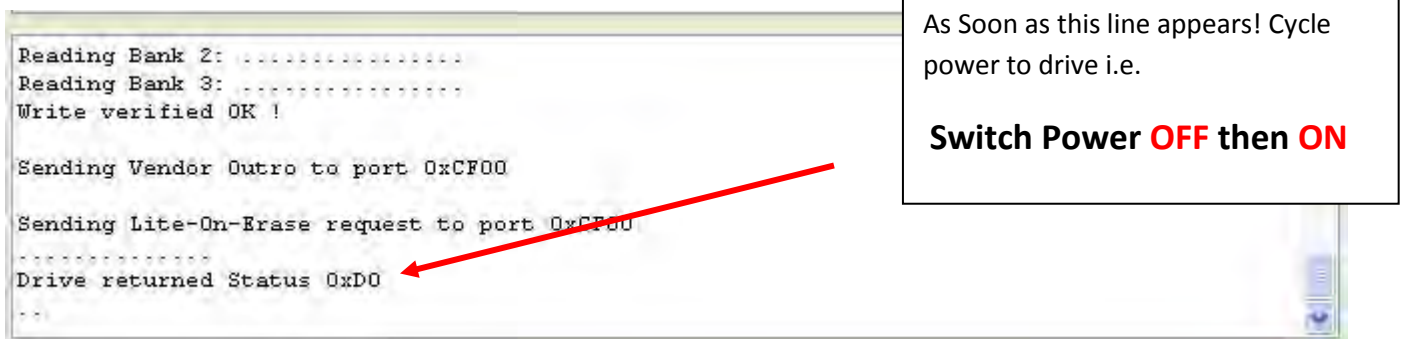 Reading Bank 2: ................
Reading Bank 3: ................
Write verified OK !
Sending Vendor Outro to port 0xCF00
Sending Lite-On-Erase request to port 0xCF00
..............
Drive returned Status 0xD0
..
As Soon as this line appears! Cycle
power to drive i.e.
Switch Power OFF then ON